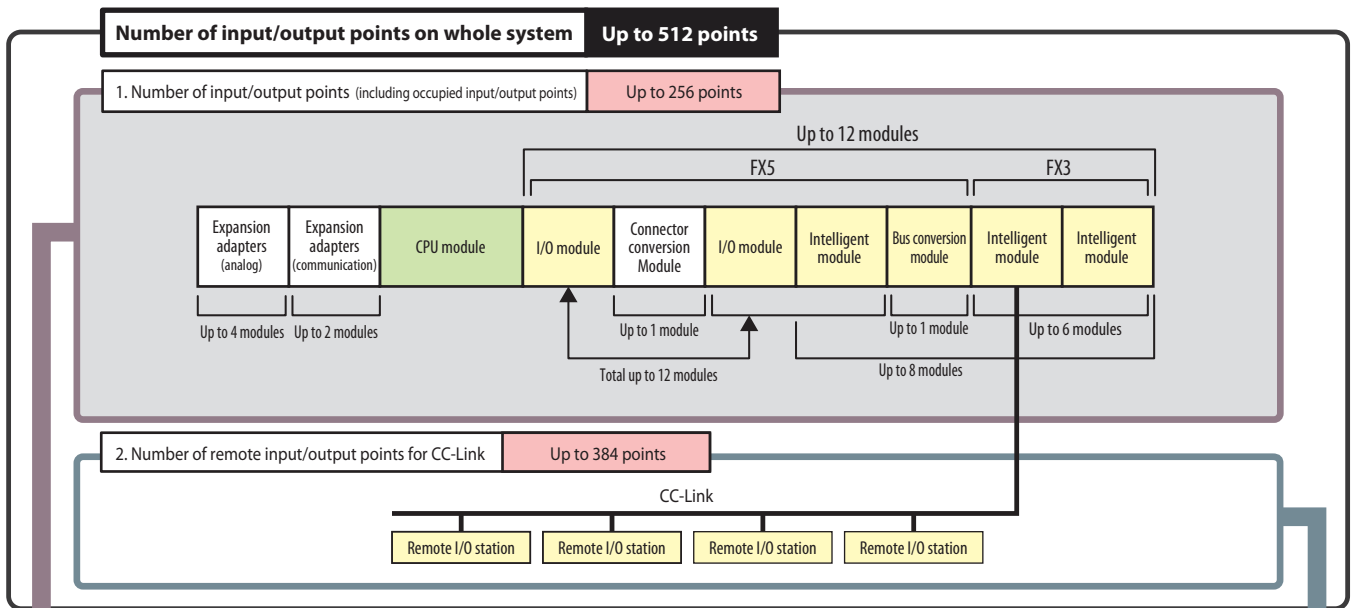 Number of input/output points on whole system Up to 512 points
1. Number of input/output points (including occupied input/output points) Up to 256 points
Up to 12 modules
FX5 FX3
Expansion adapters (analog)
Expansion adapters (communication)
CPU module
I/O module
Connector conversion Module
I/O module
Intelligent module
Bus conversion module
Intelligent module
Intelligent module
Up to 4 modules Up to 2 modules Up to 1 module Up to 1 module Up to 6 modules
Total up to 12 modules Up to 8 modules
2. Number of remote input/output points for CC-Link Up to 384 points
CC-Link
Remote I/O station Remote I/O station Remote I/O station Remote I/O station